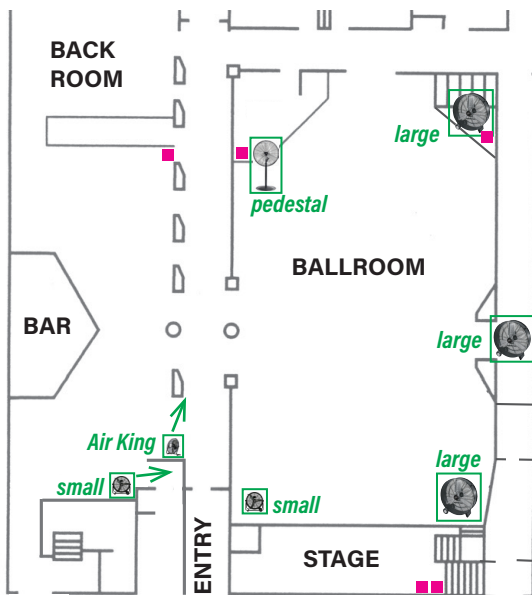 BACK
ROOM
large
pedestal
BALLROOM
BAR
large
Air King
large
small
small
ENTRY
STAGE